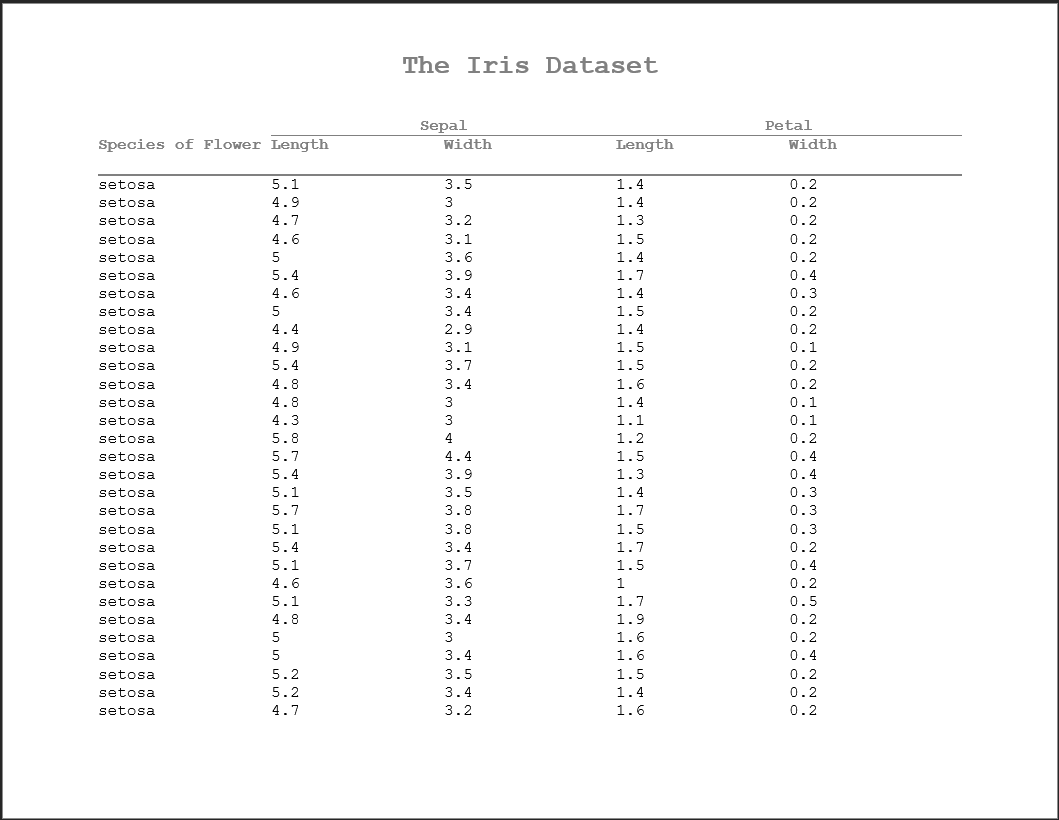 The Iris Dataset
Sepal Petal
Species of Flower Length Width Length Width
setosa 5.1 3.5 1.4 0.2
setosa 4.9 3 1.4 0.2
setosa 4.7 3.2 1.3 0.2
setosa 4.6 3.1 1.5 0.2
setosa 5 3.6 1.4 0.2
setosa 5.4 3.9 1.7 0.4
setosa 4.6 3.4 1.4 0.3
setosa 5 3.4 1.5 0.2
setosa 4.4 2.9 1.4 0.2
setosa 4.9 3.1 1.5 0.1
setosa 5.4 3.7 1.5 0.2
setosa 4.8 3.4 1.6 0.2
setosa 4.8 3 1.4 0.1
setosa 4.3 3 1.1 0.1
setosa 5.8 4 1.2 0.2
setosa 5.7 4.4 1.5 0.4
setosa 5.4 3.9 1.3 0.4
setosa 5.1 3.5 1.4 0.3
setosa 5.7 3.8 1.7 0.3
setosa 5.1 3.8 1.5 0.3
setosa 5.4 3.4 1.7 0.2
setosa 5.1 3.7 1.5 0.4
setosa 4.6 3.6 1 0.2
setosa 5.1 3.3 1.7 0.5
setosa 4.8 3.4 1.9 0.2
setosa 5 3 1.6 0.2
setosa 5 3.4 1.6 0.4
setosa 5.2 3.5 1.5 0.2
setosa 5.2 3.4 1.4 0.2
setosa 4.7 3.2 1.6 0.2